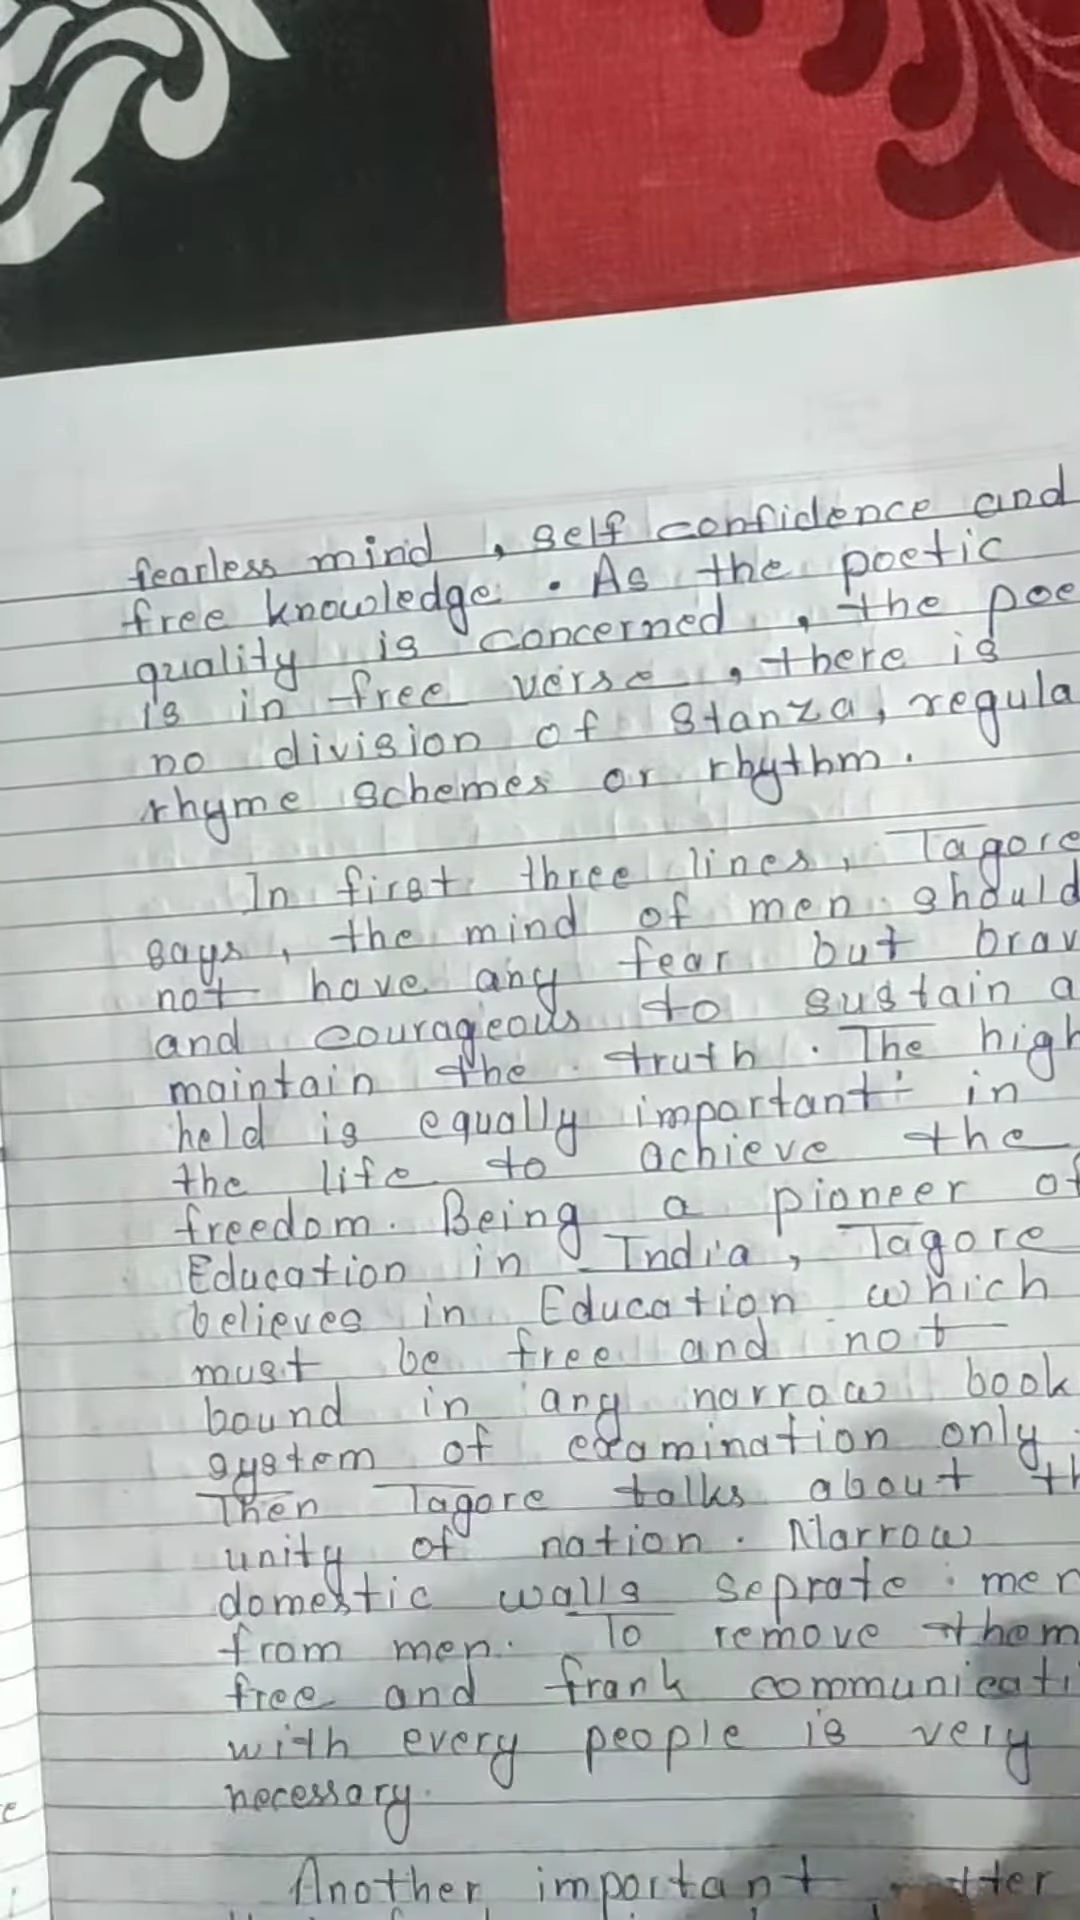 fearless mind , self confidence and
free knowledge . As the poetic
quality is concerned , the poe
is in free verse , there is
no division of stanza, regula
rhyme schemes or rhythm .
In first three lines , Tagore
says , the mind of men should
not have any fear but brav
and courageous to sustain a
maintain the truth . The high
held is equally important in
the life to achieve the
freedom . Being a pioneer of
Education in India , Tagore
believes in Education which
must be free and not
bound in any narrow book
system of examination only .
Then Tagore talks about th
unity of nation . Narrow
domestic walls seprate men
from men . To remove them
free and frank communicati
with every people is very
necessary .
Another important